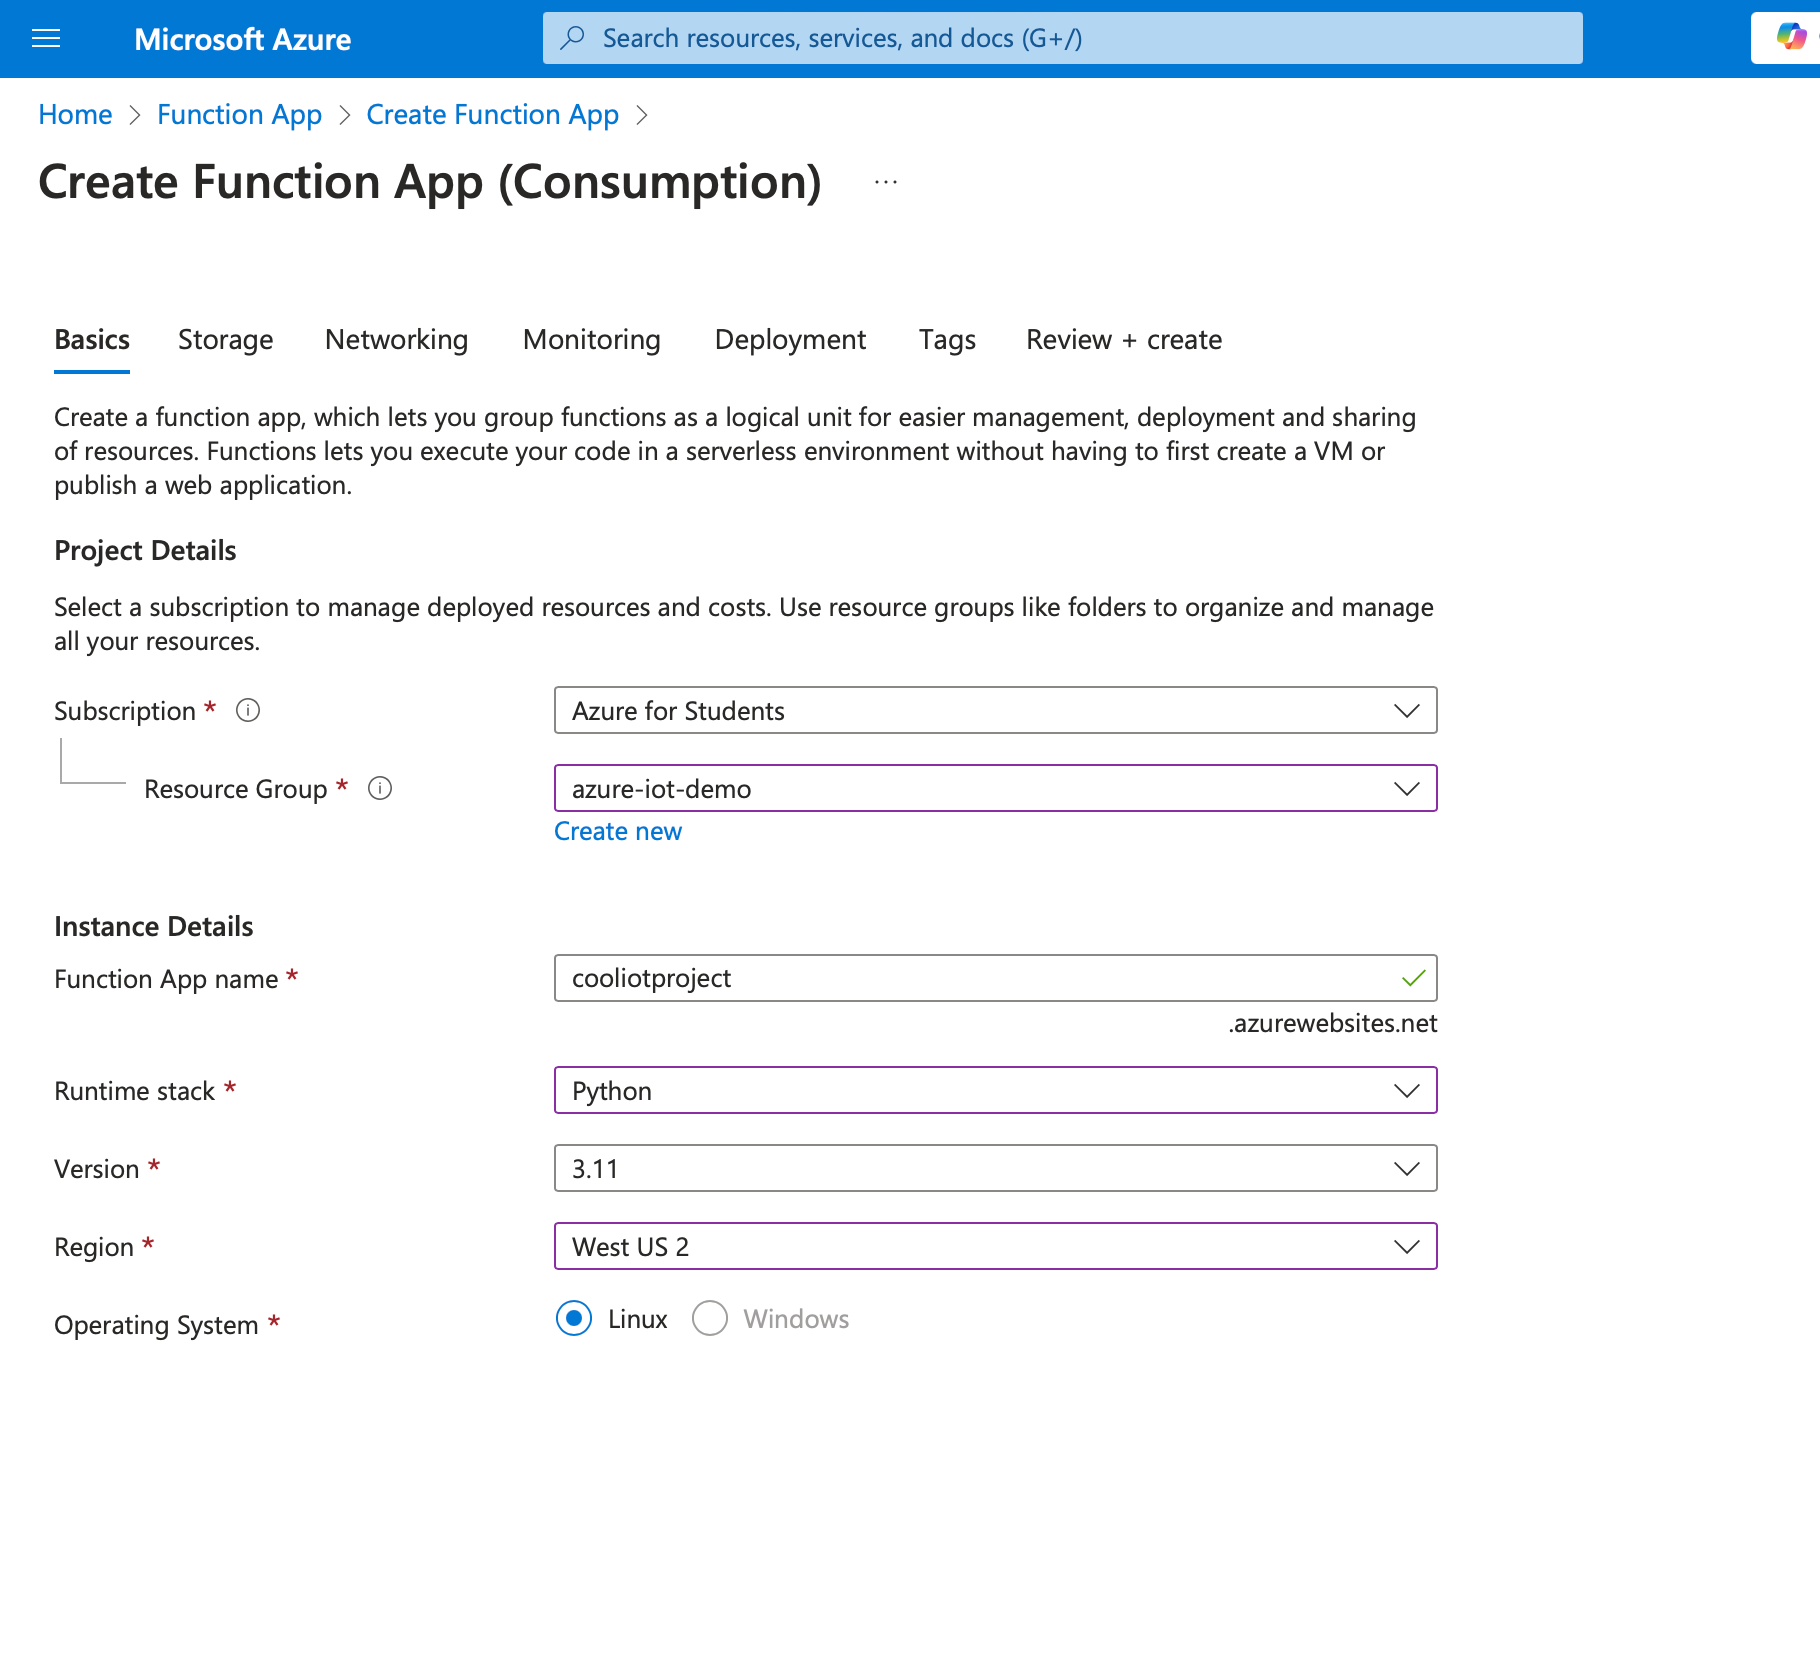 Microsoft Azure
Search resources, services, and docs (G+/)
Home > Function App > Create Function App >
Create Function App (Consumption) ...
Basics Storage Networking Monitoring Deployment Tags Review + create
Create a function app, which lets you group functions as a logical unit for easier management, deployment and sharing
of resources. Functions lets you execute your code in a serverless environment without having to first create a VM or
publish a web application.
Project Details
Select a subscription to manage deployed resources and costs. Use resource groups like folders to organize and manage
all your resources.
Subscription * Azure for Students
Resource Group * azure-iot-demo
Create new
Instance Details
Function App name * cooliotproject
.azurewebsites.net
Runtime stack * Python
Version * 3.11
Region * West US 2
Operating System * Linux Windows